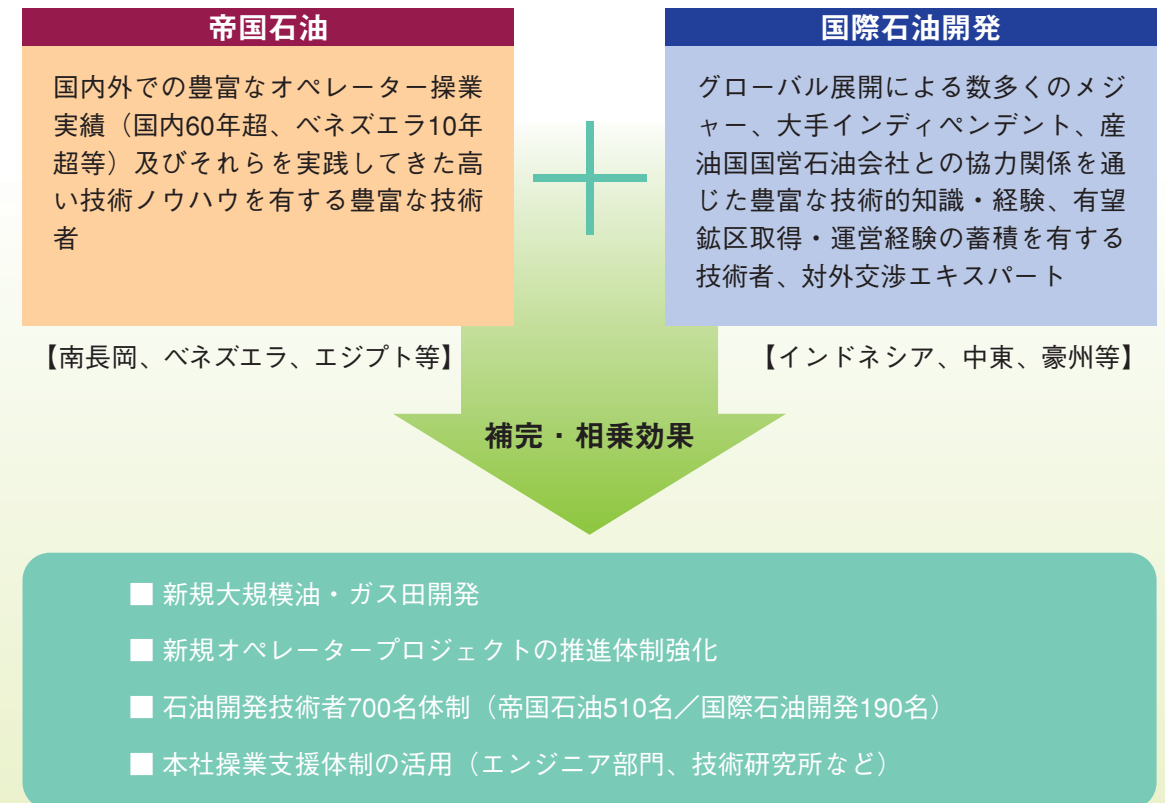 帝国石油
国内外での豊富なオペレーター操業
実績（国内60年超、ベネズエラ10年
超等）及びそれらを実践してきた高
い技術ノウハウを有する豊富な技術
者
【南長岡、ベネズエラ、エジプト等】
国際石油開発
グローバル展開による数多くのメジ
ャー、大手インディペンデント、産
油国国営石油会社との協力関係を通
じた豊富な技術的知識・経験、有望
鉱区取得・運営経験の蓄積を有する
技術者、対外交渉エキスパート
【インドネシア、中東、豪州等】
補完・相乗効果
■ 新規大規模油・ガス田開発
■ 新規オペレータープロジェクトの推進体制強化
■ 石油開発技術者700名体制（帝国石油510名／国際石油開発190名）
■ 本社操業支援体制の活用（エンジニア部門、技術研究所など）